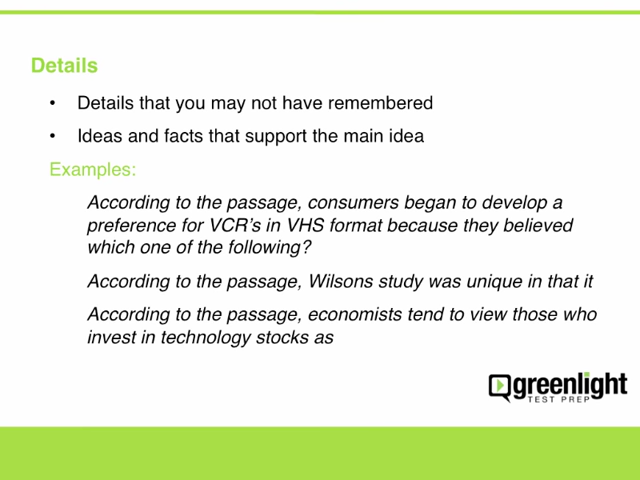 Details
• Details that you may not have remembered
• Ideas and facts that support the main idea
Examples:
According to the passage, consumers began to develop a
preference for VCR's in VHS format because they believed
which one of the following?
According to the passage, Wilsons study was unique in that it
According to the passage, economists tend to view those who
invest in technology stocks as
greenlight
TEST PREP